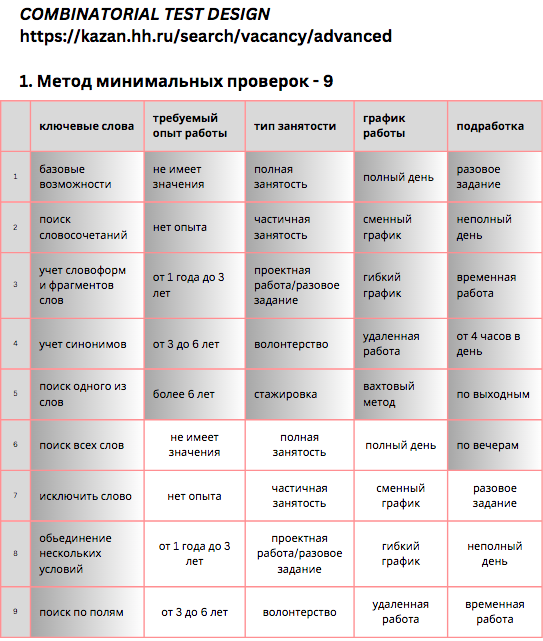 COMBINATORIAL TEST DESIGN
https://kazan.hh.ru/search/vacancy/advanced
1. Метод минимальных проверок - 9
ключевые слова | требуемый опыт работы | тип занятости | график работы | подработка
1 | базовые возможности | не имеет значения | полная занятость | полный день | разовое задание
2 | поиск словосочетаний | нет опыта | частичная занятость | сменный график | неполный день
3 | учет словоформ и фрагментов слов | от 1 года до 3 лет | проектная работа/разовое задание | гибкий график | временная работа
4 | учет синонимов | от 3 до 6 лет | волонтерство | удаленная работа | от 4 часов в день
5 | поиск одного из слов | более 6 лет | стажировка | вахтовый метод | по выходным
6 | поиск всех слов | не имеет значения | полная занятость | полный день | по вечерам
7 | исключить слово | нет опыта | частичная занятость | сменный график | разовое задание
8 | обьединение нескольких условий | от 1 года до 3 лет | проектная работа/разовое задание | гибкий график | неполный день
9 | поиск по полям | от 3 до 6 лет | волонтерство | удаленная работа | временная работа